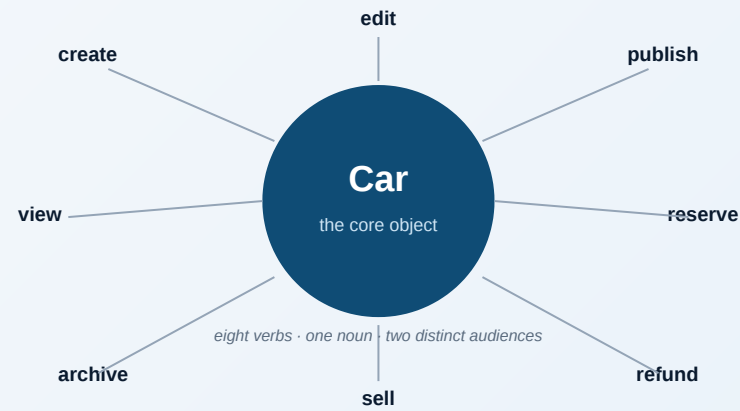 edit
create
publish
Car
view
reserve
the core object
eight verbs · one noun · two distinct audiences
archive
refund
sell